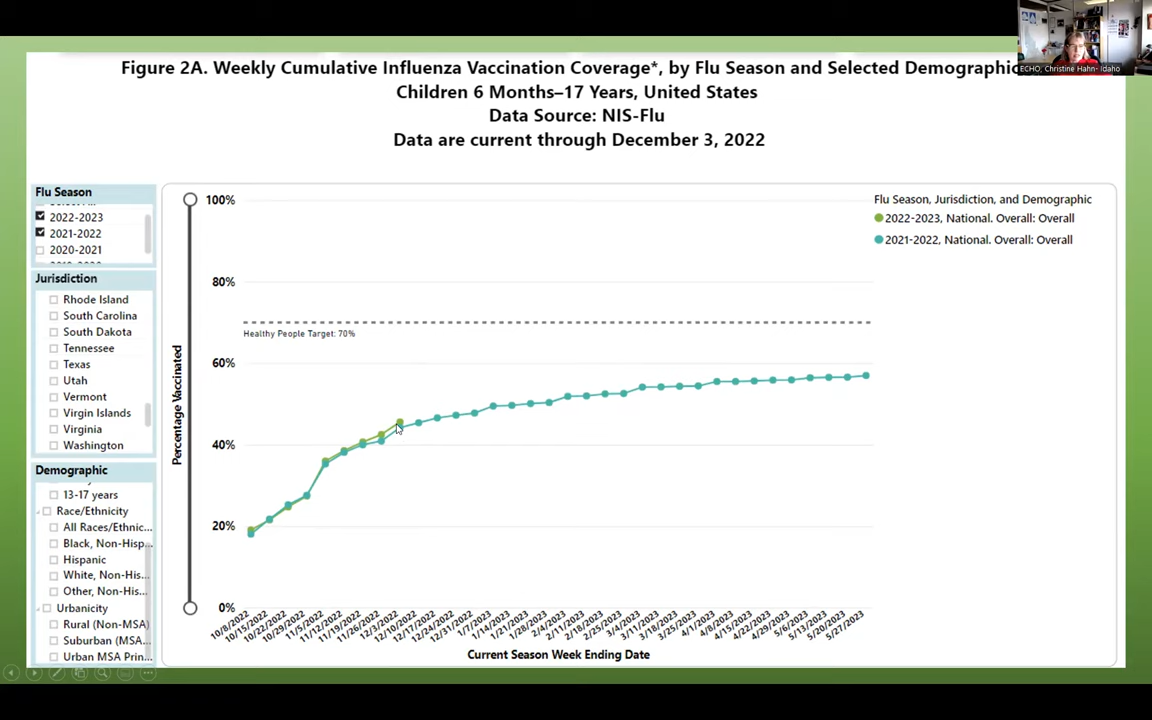 ECHO, Christine Hahn- Idaho
Figure 2A. Weekly Cumulative Influenza Vaccination Coverage*, by Flu Season and Selected Demographic
Children 6 Months–17 Years, United States
Data Source: NIS-Flu
Data are current through December 3, 2022
Flu Season
2022-2023
2021-2022
2020-2021
Jurisdiction
Rhode Island
South Carolina
South Dakota
Tennessee
Texas
Utah
Vermont
Virgin Islands
Virginia
Washington
Demographic
13-17 years
Race/Ethnicity
All Races/Ethnic...
Black, Non-Hisp...
Hispanic
White, Non-His...
Other, Non-His...
Urbanicity
Rural (Non-MSA)
Suburban (MSA...
Urban MSA Prin...
Percentage Vaccinated
100%
80%
Healthy People Target: 70%
60%
40%
20%
0%
10/8/2022
10/15/2022
10/22/2022
10/29/2022
11/5/2022
11/12/2022
11/19/2022
11/26/2022
12/3/2022
12/10/2022
12/17/2022
12/24/2022
12/31/2022
1/7/2023
1/14/2023
1/21/2023
1/28/2023
2/4/2023
2/11/2023
2/18/2023
2/25/2023
3/4/2023
3/11/2023
3/18/2023
3/25/2023
4/1/2023
4/8/2023
4/15/2023
4/22/2023
4/29/2023
5/6/2023
5/13/2023
5/20/2023
5/27/2023
Current Season Week Ending Date
Flu Season, Jurisdiction, and Demographic
2022-2023, National. Overall: Overall
2021-2022, National. Overall: Overall